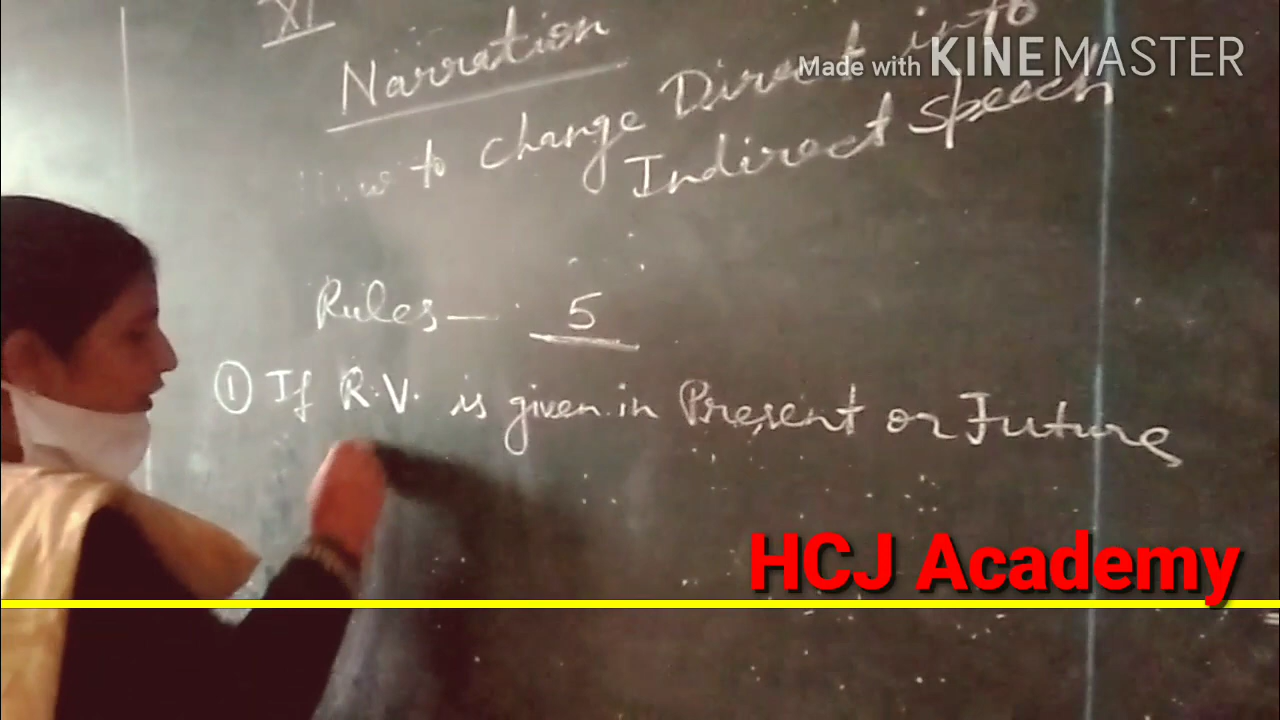 XI
Narration
Made with KINEMASTER
How to change Direct into
Indirect Speech
Rules — 5
① If R.V. is given in Present or Future
HCJ Academy